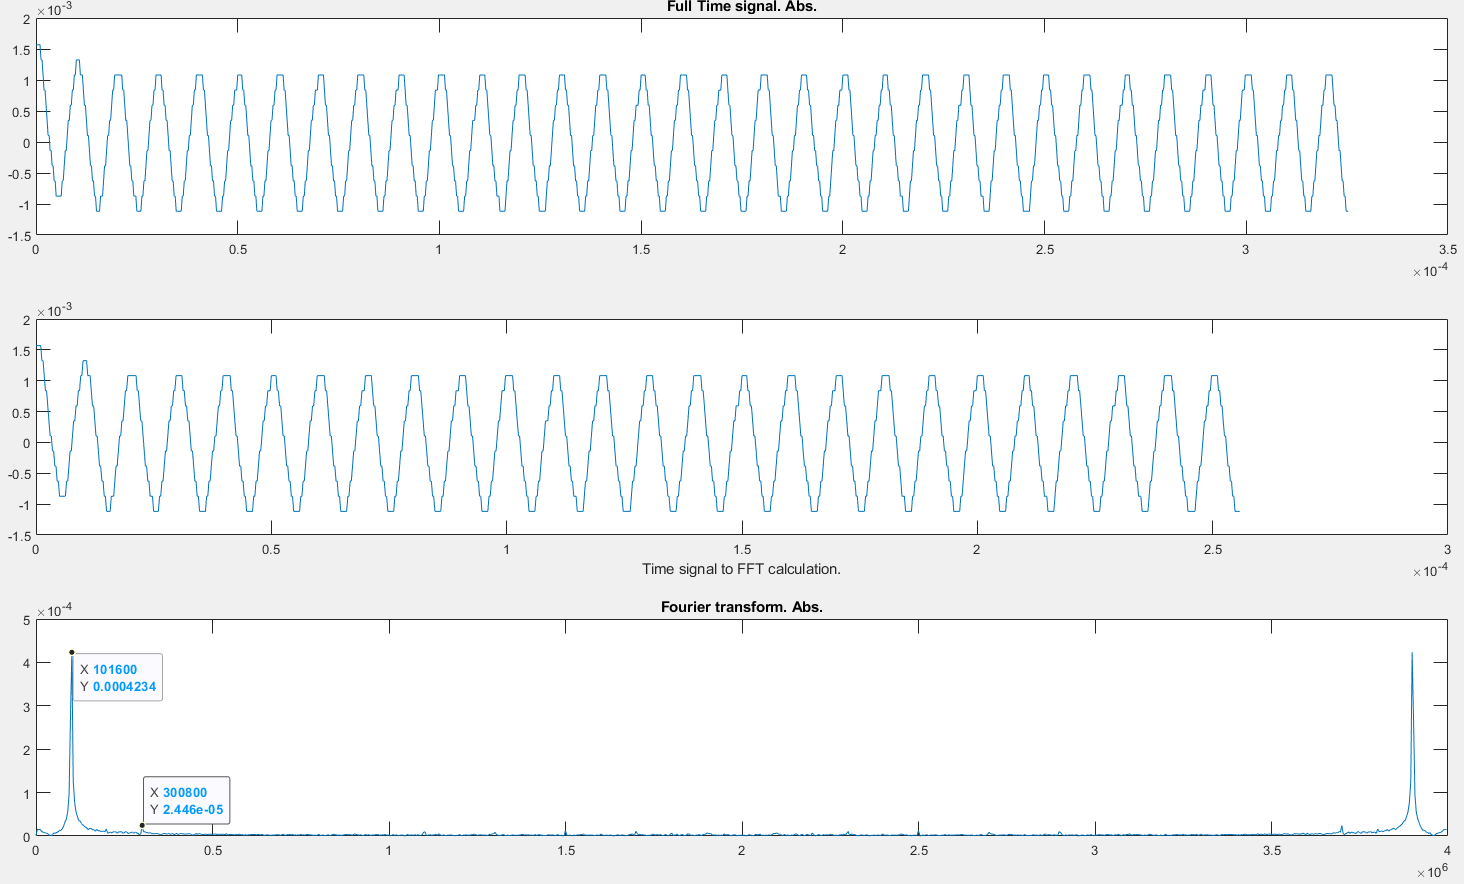 Full Time signal. Abs.
×10-3
2
1.5
1
0.5
0
-0.5
-1
-1.5
0 0.5 1 1.5 2 2.5 3 3.5
×10-4
×10-3
2
1.5
1
0.5
0
-0.5
-1
-1.5
0 0.5 1 1.5 2 2.5 3
Time signal to FFT calculation.
×10-4
Fourier transform. Abs.
×10-4
5
4
3
2
1
0
X 101600
Y 0.0004234
X 300800
Y 2.446e-05
0 0.5 1 1.5 2 2.5 3 3.5 4
×106